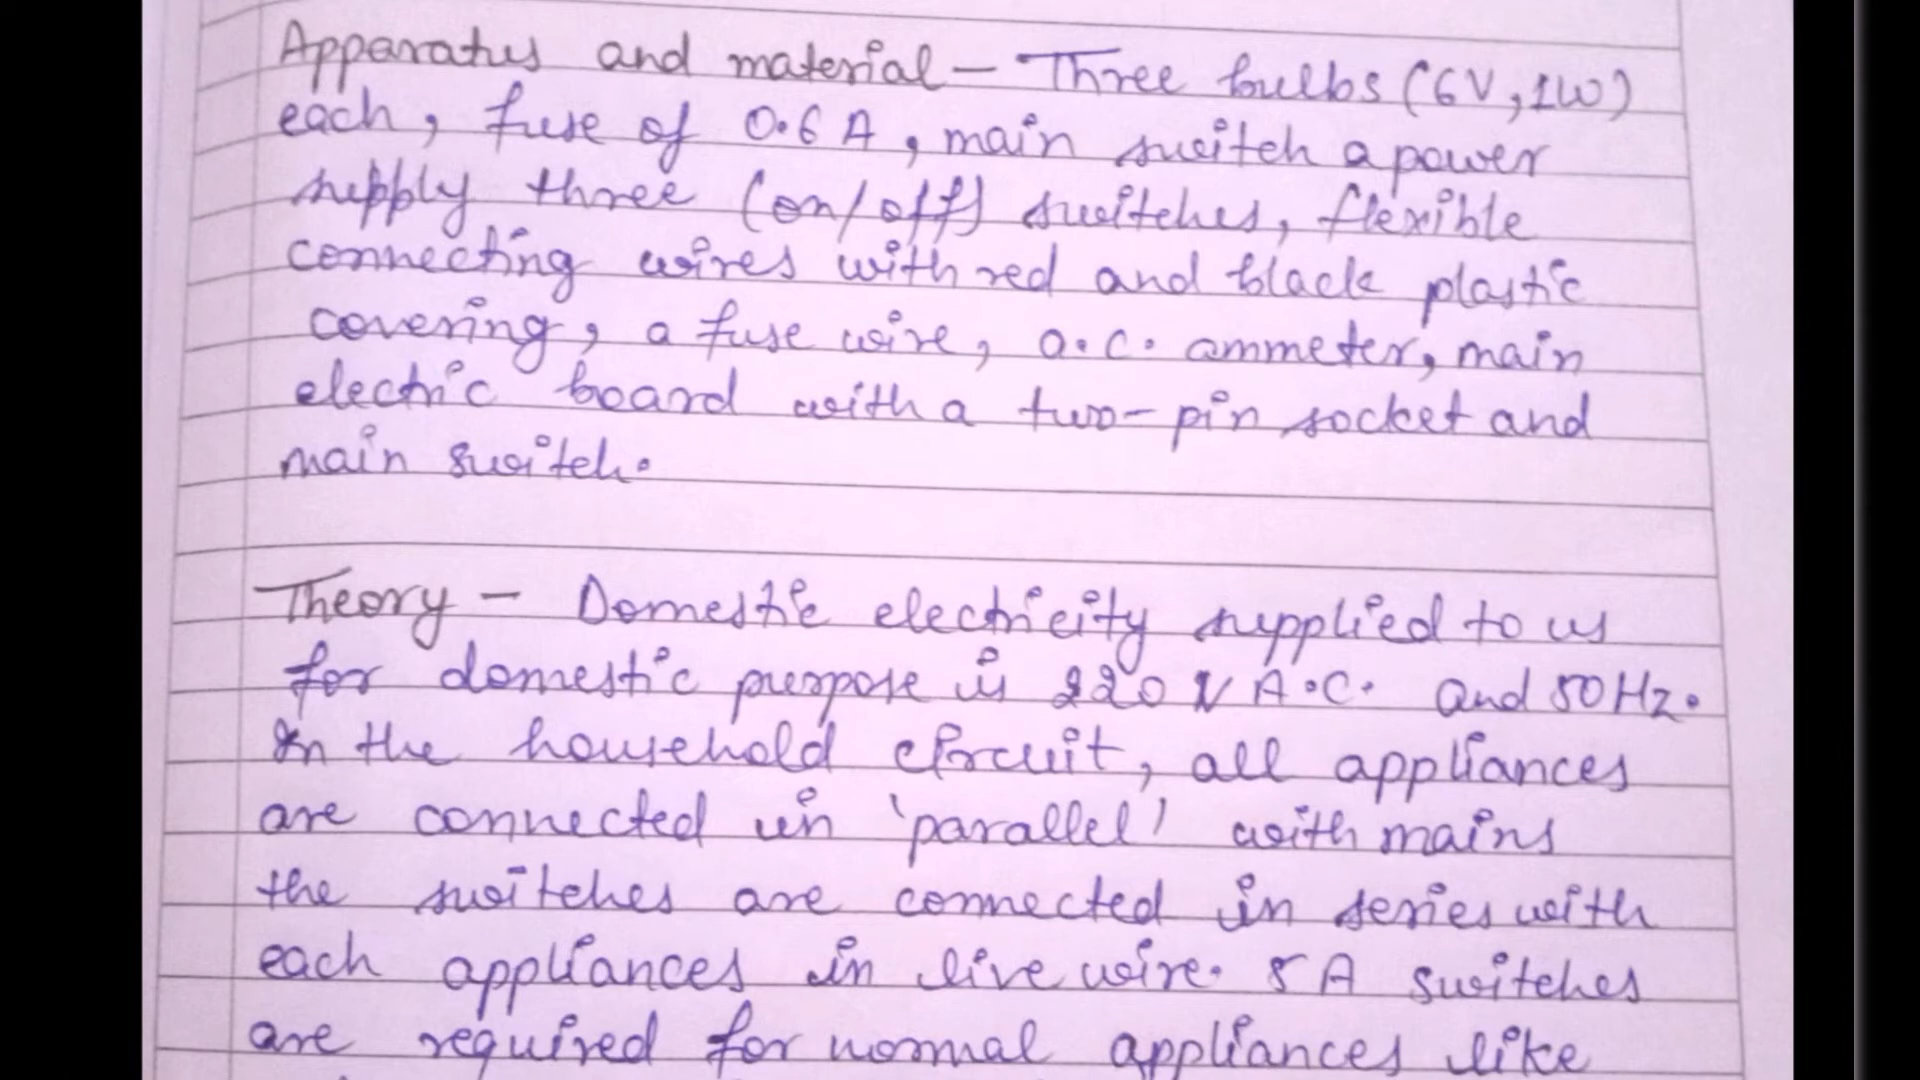 Apparatus and material - Three bulbs (6V, 1W)
each, fuse of 0.6 A, main switch a power
supply three (on/off) switches, flexible
connecting wires with red and black plastic
covering, a fuse wire, a.c. ammeter, main
electric board with a two-pin socket and
main switch.
Theory - Domestic electricity supplied to us
for domestic purpose is 220 V A.C. and 50 Hz.
In the household circuit, all appliances
are connected in 'parallel' with mains
the switches are connected in series with
each appliances in live wire. 5 A switches
are required for normal appliances like